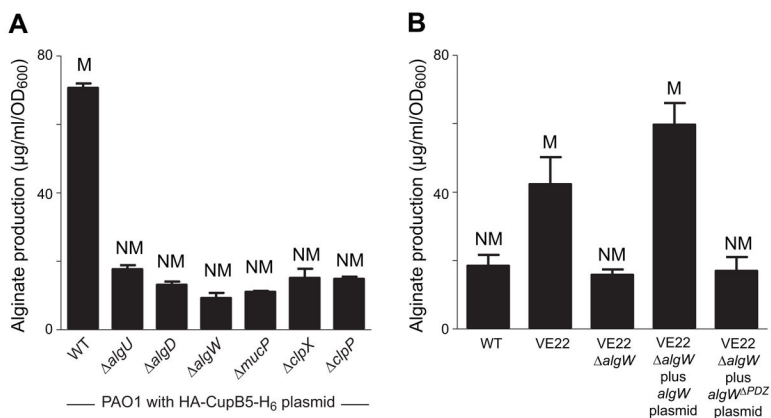 A
Alginate production (µg/ml/OD600)
80
40
0
M
NM
NM
NM
NM
NM
NM
WT
ΔalgU
ΔalgD
ΔalgW
ΔmucP
ΔclpX
ΔclpP
PAO1 with HA-CupB5-H6 plasmid
B
Alginate production (µg/ml/OD600)
80
40
0
NM
M
NM
M
NM
WT
VE22
VE22
ΔalgW
VE22
ΔalgW
plus
algW
plasmid
VE22
ΔalgW
plus
algWΔPDZ
plasmid